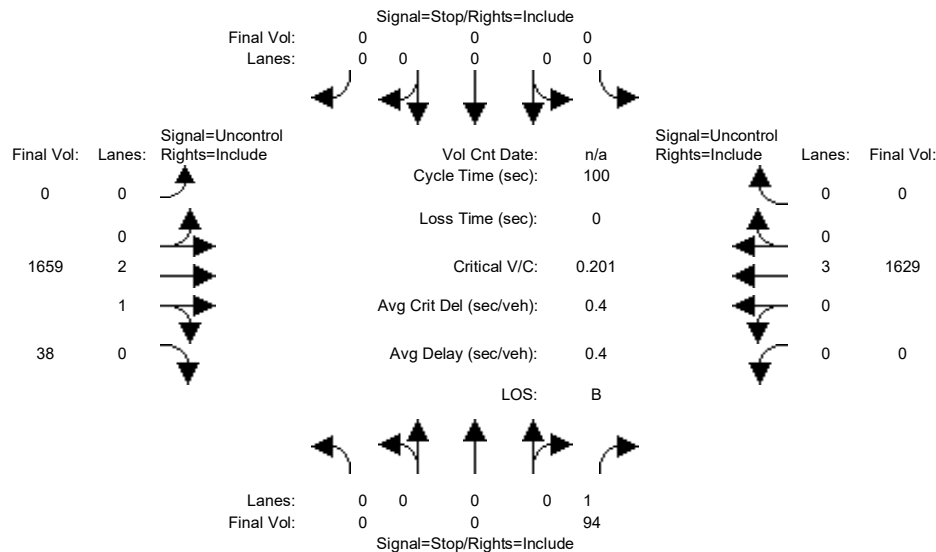 Signal=Stop/Rights=Include
Final Vol: 0 0 0
Lanes: 0 0 0 0 0
Signal=Uncontrol Signal=Uncontrol
Final Vol: Lanes: Rights=Include Vol Cnt Date: n/a Rights=Include Lanes: Final Vol:
Cycle Time (sec): 100
0 0 0 0
Loss Time (sec): 0
0 0
1659 2 Critical V/C: 0.201 3 1629
1 Avg Crit Del (sec/veh): 0.4 0
38 0 Avg Delay (sec/veh): 0.4 0 0
LOS: B
Lanes: 0 0 0 0 1
Final Vol: 0 0 94
Signal=Stop/Rights=Include